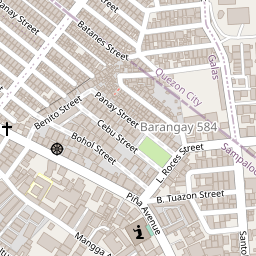 Batanes Street
Quezon City
Galas
Benito Street
Panay Street
Cebu Street
Bohol Street
Barangay 584
L. Roces Street
Sampaloc
B. Tuazon Street
Piña Avenue
Mangga
Santo